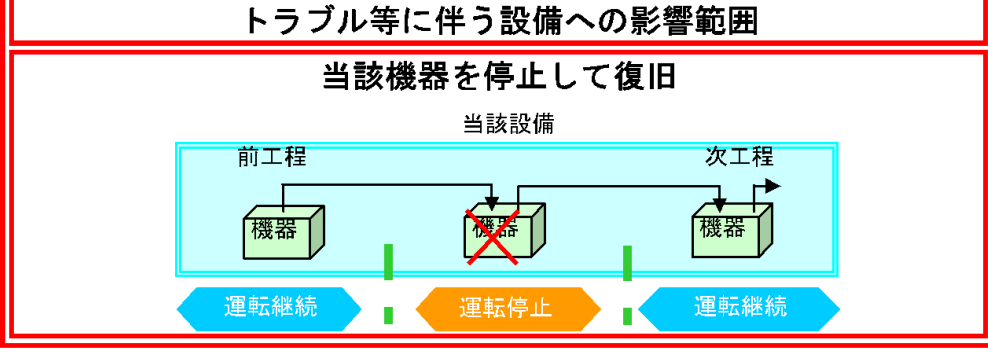 トラブル等に伴う設備への影響範囲
当該機器を停止して復旧
当該設備
前工程
次工程
機器
機器
機器
運転継続
運転停止
運転継続